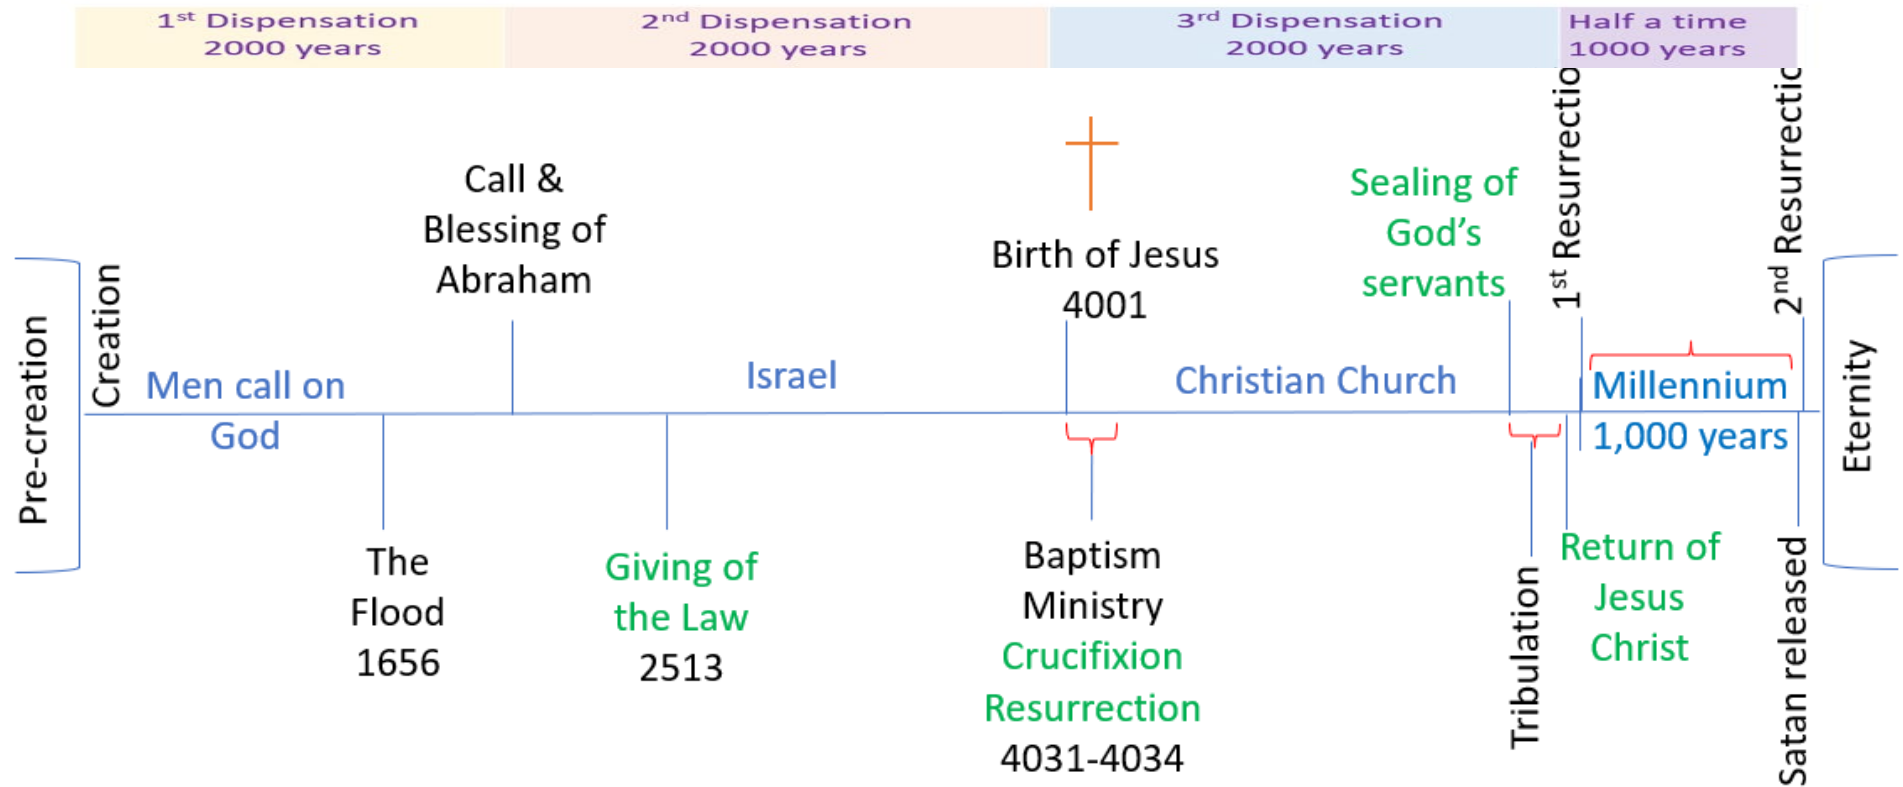 1st Dispensation
2000 years
2nd Dispensation
2000 years
3rd Dispensation
2000 years
Half a time
1000 years
Pre-creation
Creation
Men call on
God
Call &
Blessing of
Abraham
The
Flood
1656
Israel
Giving of
the Law
2513
Birth of Jesus
4001
Baptism
Ministry
Crucifixion
Resurrection
4031-4034
Christian Church
Sealing of
God's
servants
Tribulation
1st Resurrectio
Return of
Jesus
Christ
Millennium
1,000 years
2nd Resurrectic
Satan released
Eternity